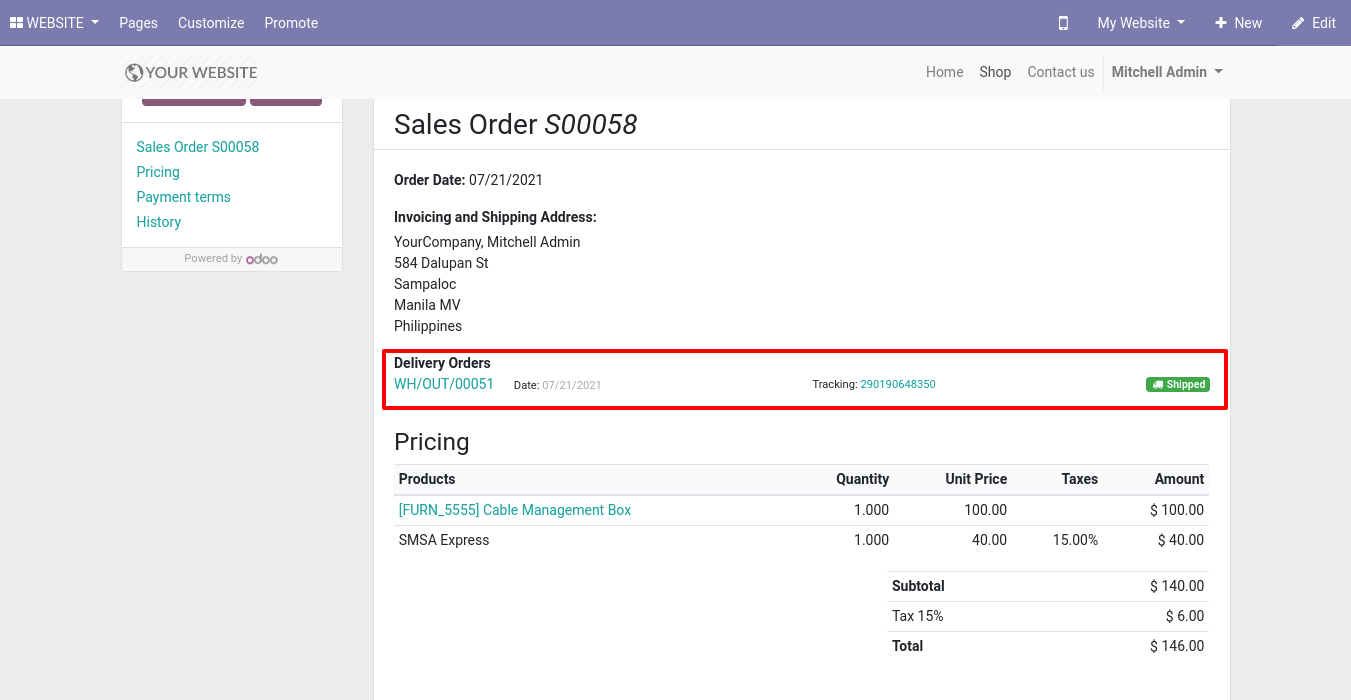 WEBSITE Pages Customize Promote My Website New Edit
YOUR WEBSITE Home Shop Contact us Mitchell Admin
Sales Order S00058
Pricing
Payment terms
History
Powered by odoo
Sales Order S00058
Order Date: 07/21/2021
Invoicing and Shipping Address:
YourCompany, Mitchell Admin
584 Dalupan St
Sampaloc
Manila MV
Philippines
Delivery Orders
WH/OUT/00051 Date: 07/21/2021 Tracking: 290190648350 Shipped
Pricing
Products Quantity Unit Price Taxes Amount
[FURN_5555] Cable Management Box 1.000 100.00 $ 100.00
SMSA Express 1.000 40.00 15.00% $ 40.00
Subtotal $ 140.00
Tax 15% $ 6.00
Total $ 146.00